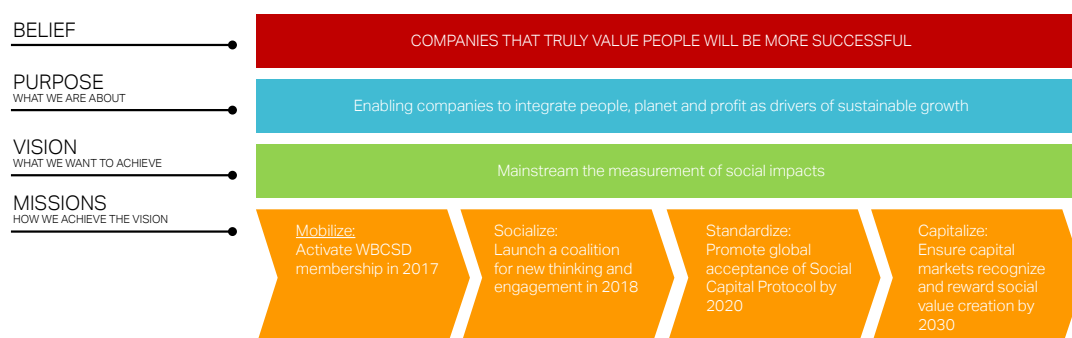 BELIEF
COMPANIES THAT TRULY VALUE PEOPLE WILL BE MORE SUCCESSFUL
PURPOSE
WHAT WE ARE ABOUT
Enabling companies to integrate people, planet and profit as drivers of sustainable growth
VISION
WHAT WE WANT TO ACHIEVE
Mainstream the measurement of social impacts
MISSIONS
HOW WE ACHIEVE THE VISION
Mobilize:
Activate WBCSD
membership in 2017
Socialize:
Launch a coalition
for new thinking and
engagement in 2018
Standardize:
Promote global
acceptance of Social
Capital Protocol by
2020
Capitalize:
Ensure capital
markets recognize
and reward social
value creation by
2030